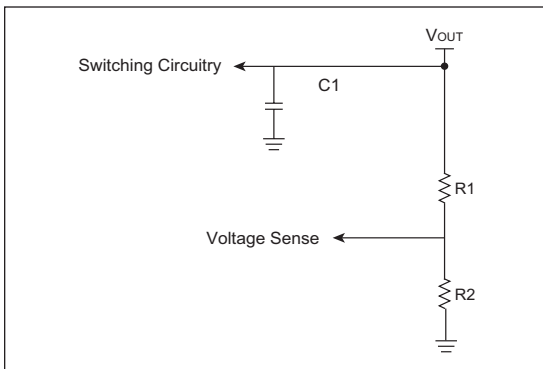 VOUT
Switching Circuitry
C1
R1
Voltage Sense
R2